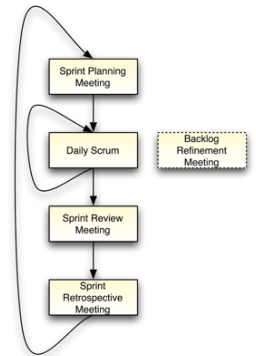 Sprint Planning
Meeting
Daily Scrum
Backlog
Refinement
Meeting
Sprint Review
Meeting
Sprint
Retrospective
Meeting